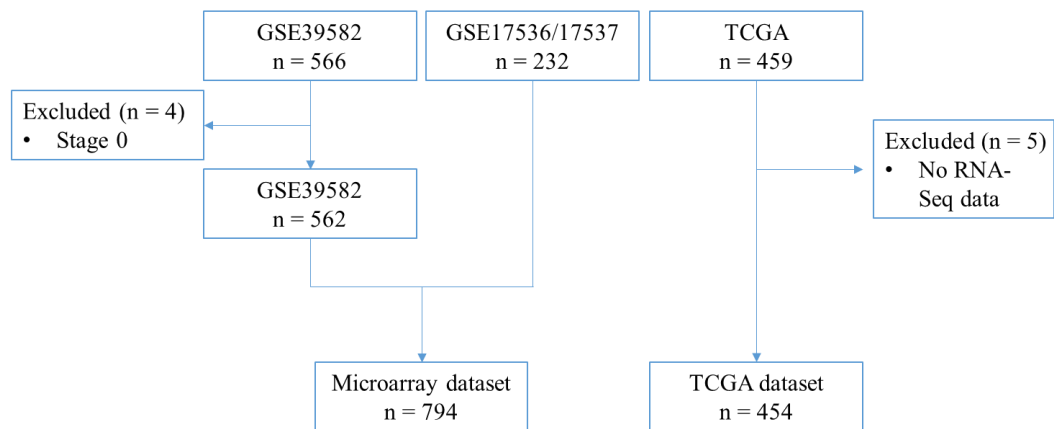 GSE39582
n = 566
GSE17536/17537
n = 232
TCGA
n = 459
Excluded (n = 4)
• Stage 0
Excluded (n = 5)
• No RNA-
Seq data
GSE39582
n = 562
Microarray dataset
n = 794
TCGA dataset
n = 454